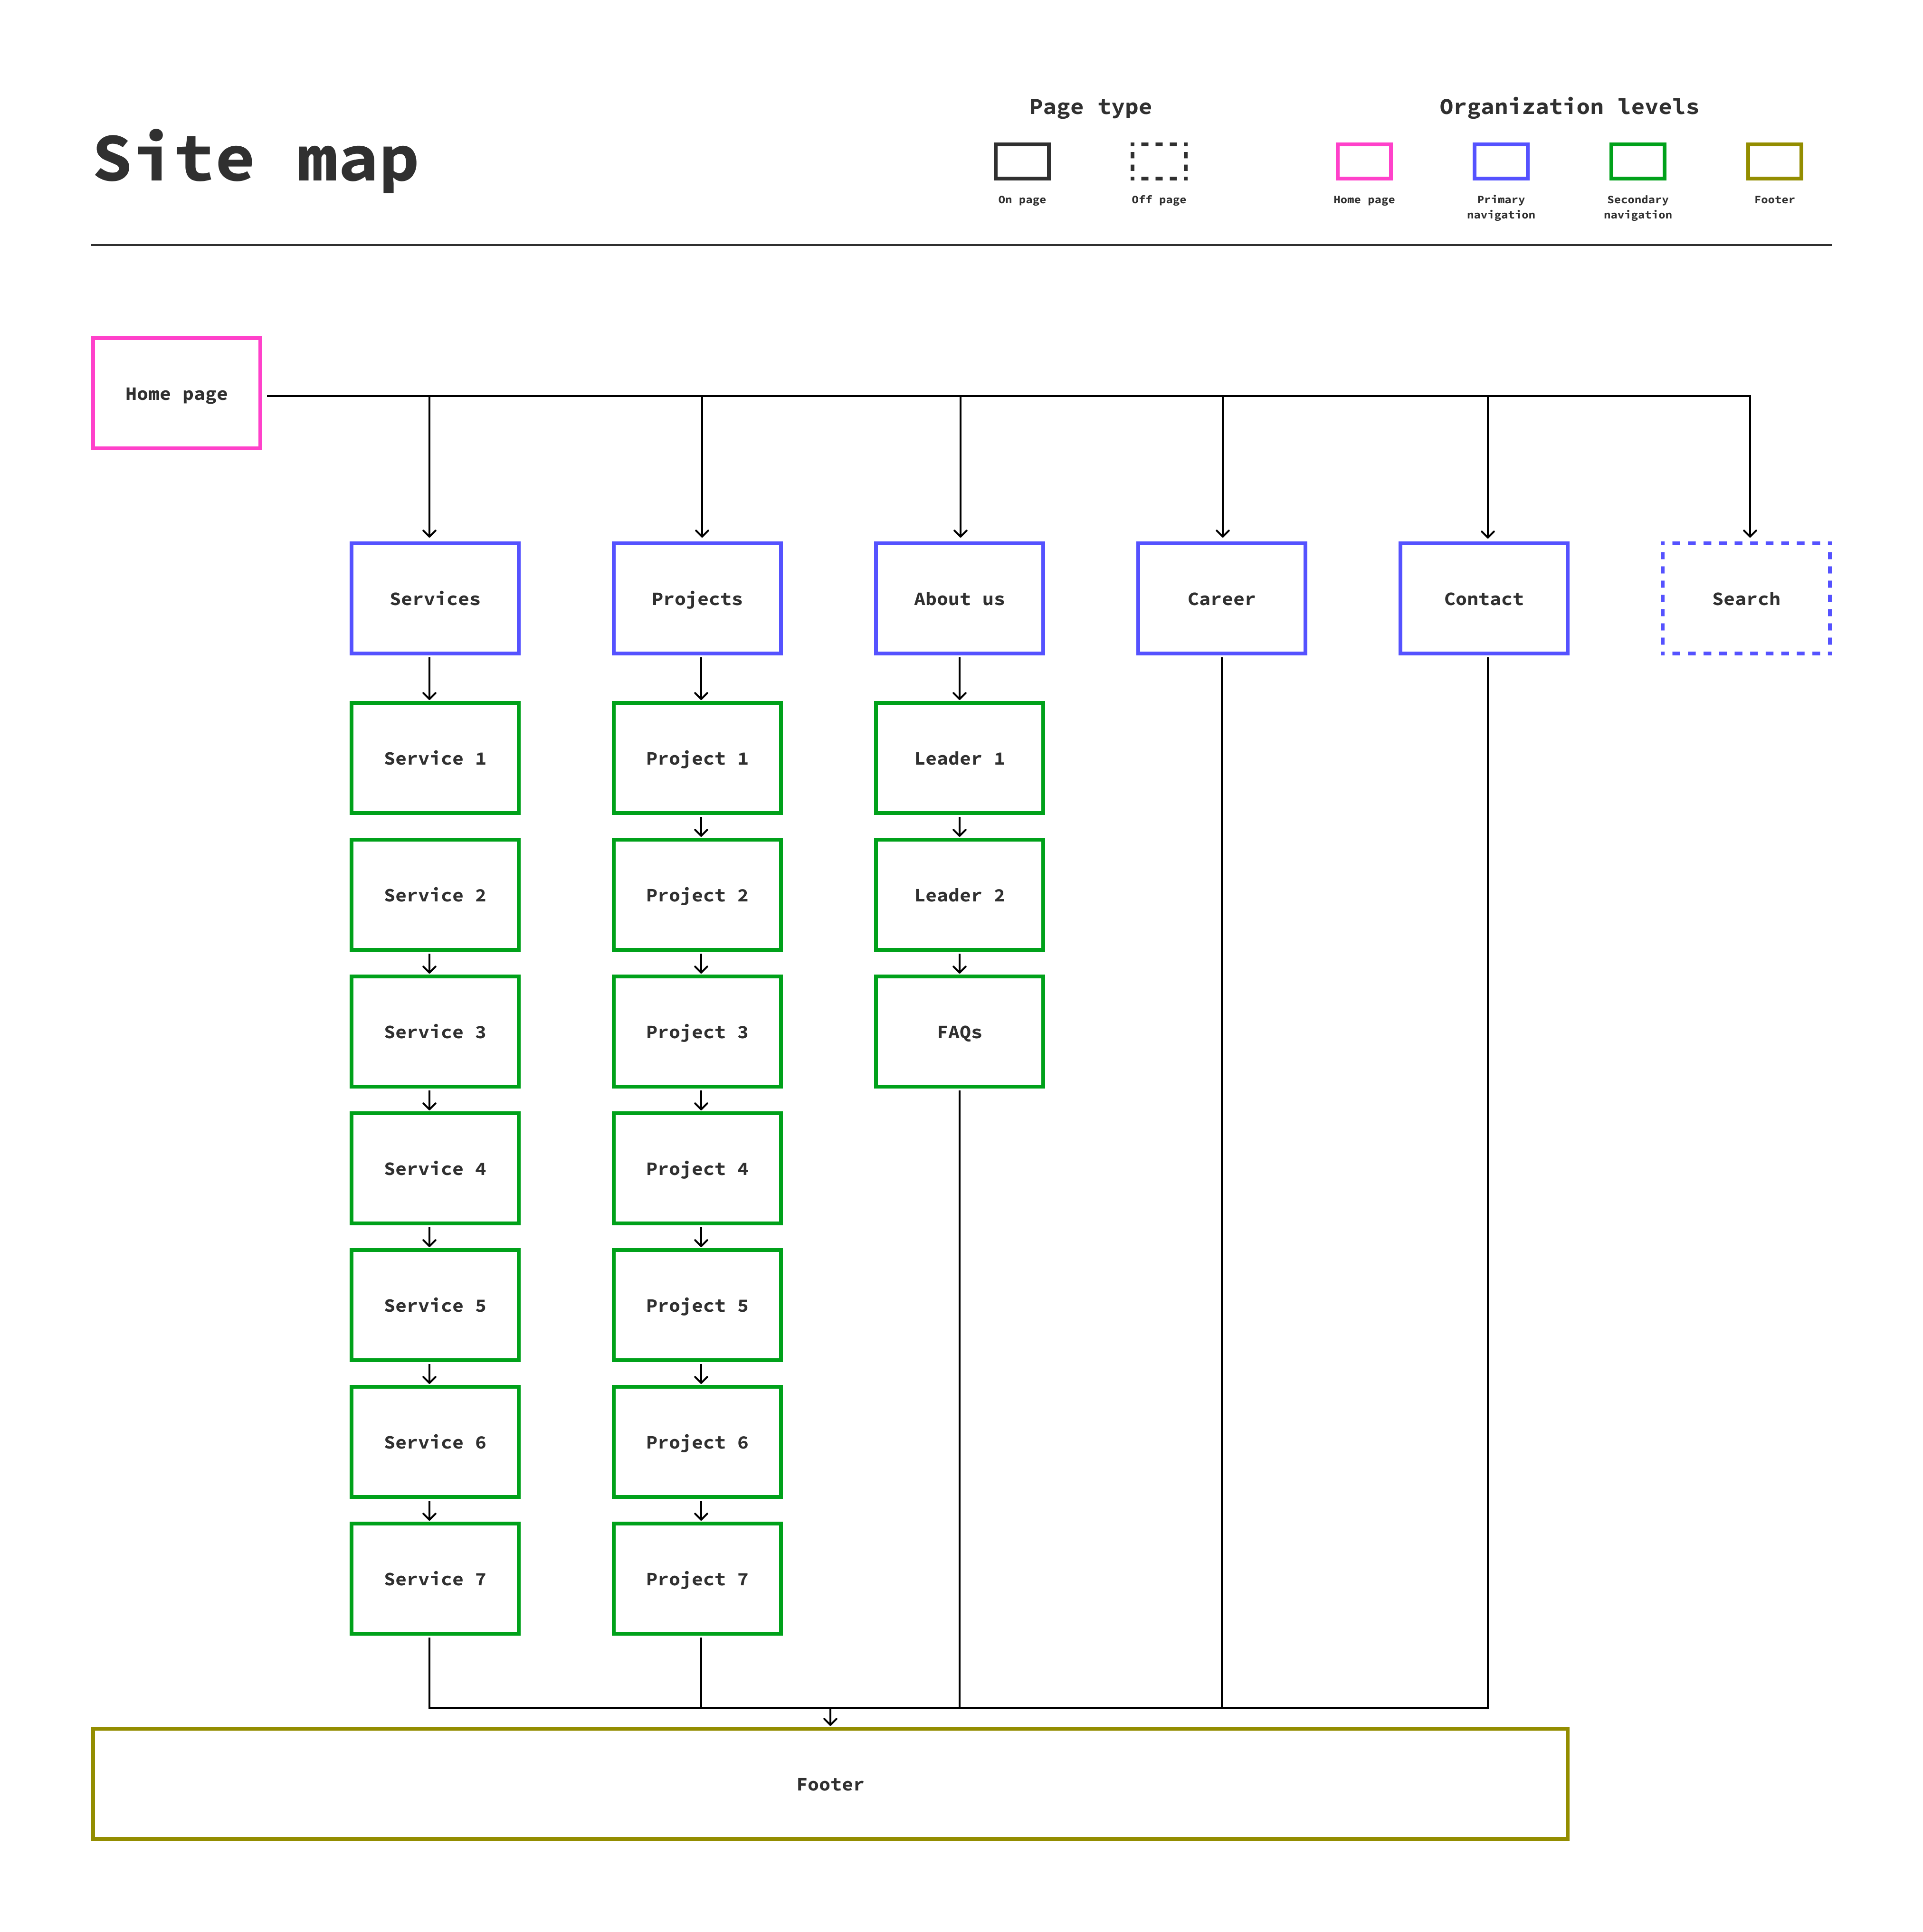 Site map
Page type
On page
Off page
Organization levels
Home page
Primary
navigation
Secondary
navigation
Footer
Home page
Services
Projects
About us
Career
Contact
Search
Service 1
Project 1
Leader 1
Service 2
Project 2
Leader 2
Service 3
Project 3
FAQs
Service 4
Project 4
Service 5
Project 5
Service 6
Project 6
Service 7
Project 7
Footer